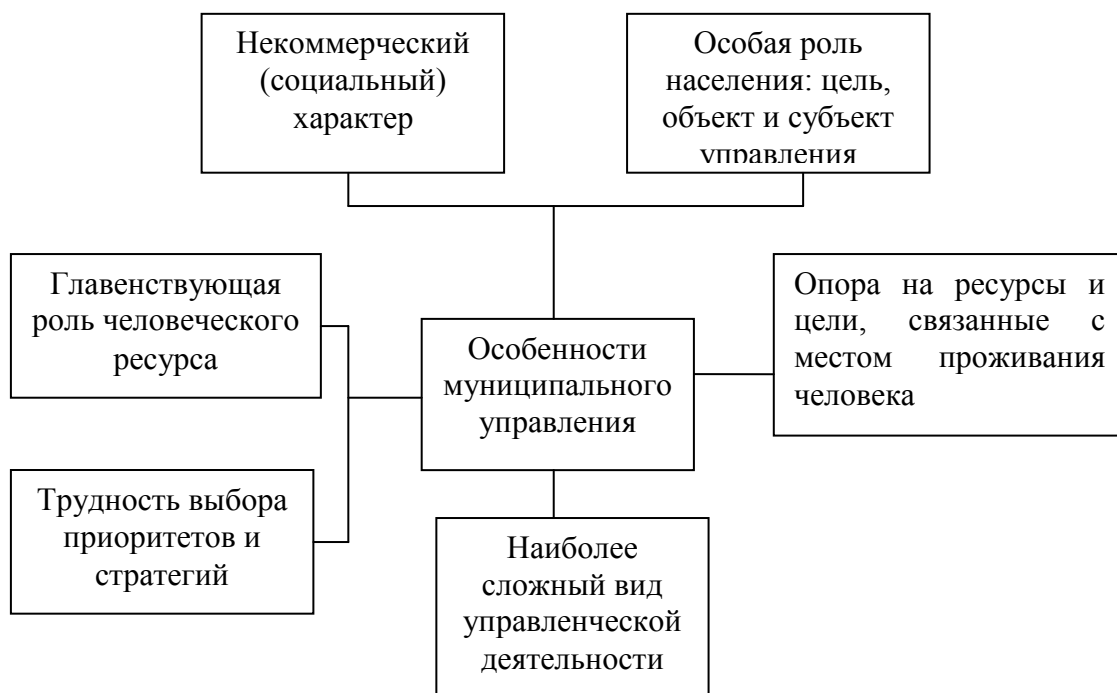 Некоммерческий
(социальный)
характер
Особая роль
населения: цель,
объект и субъект
управления
Главенствующая
роль человеческого
ресурса
Особенности
муниципального
управления
Опора на ресурсы и
цели, связанные с
местом проживания
человека
Трудность выбора
приоритетов и
стратегий
Наиболее
сложный вид
управленческой
деятельности